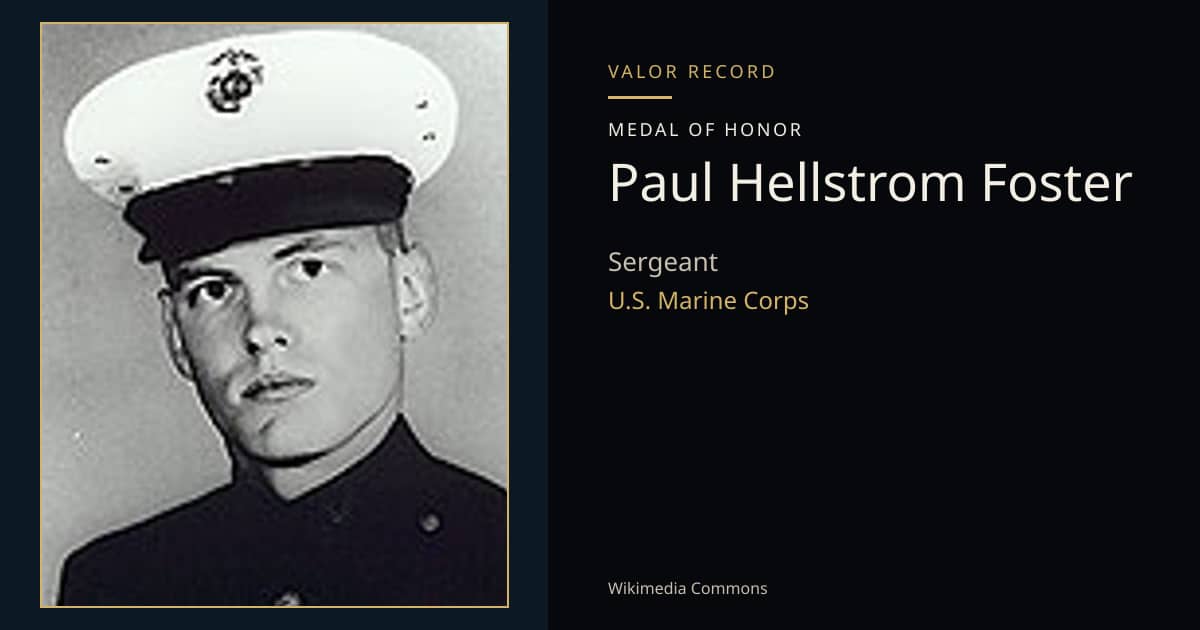 VALOR RECORD
MEDAL OF HONOR
Paul Hellstrom Foster
Sergeant
U.S. Marine Corps
Wikimedia Commons